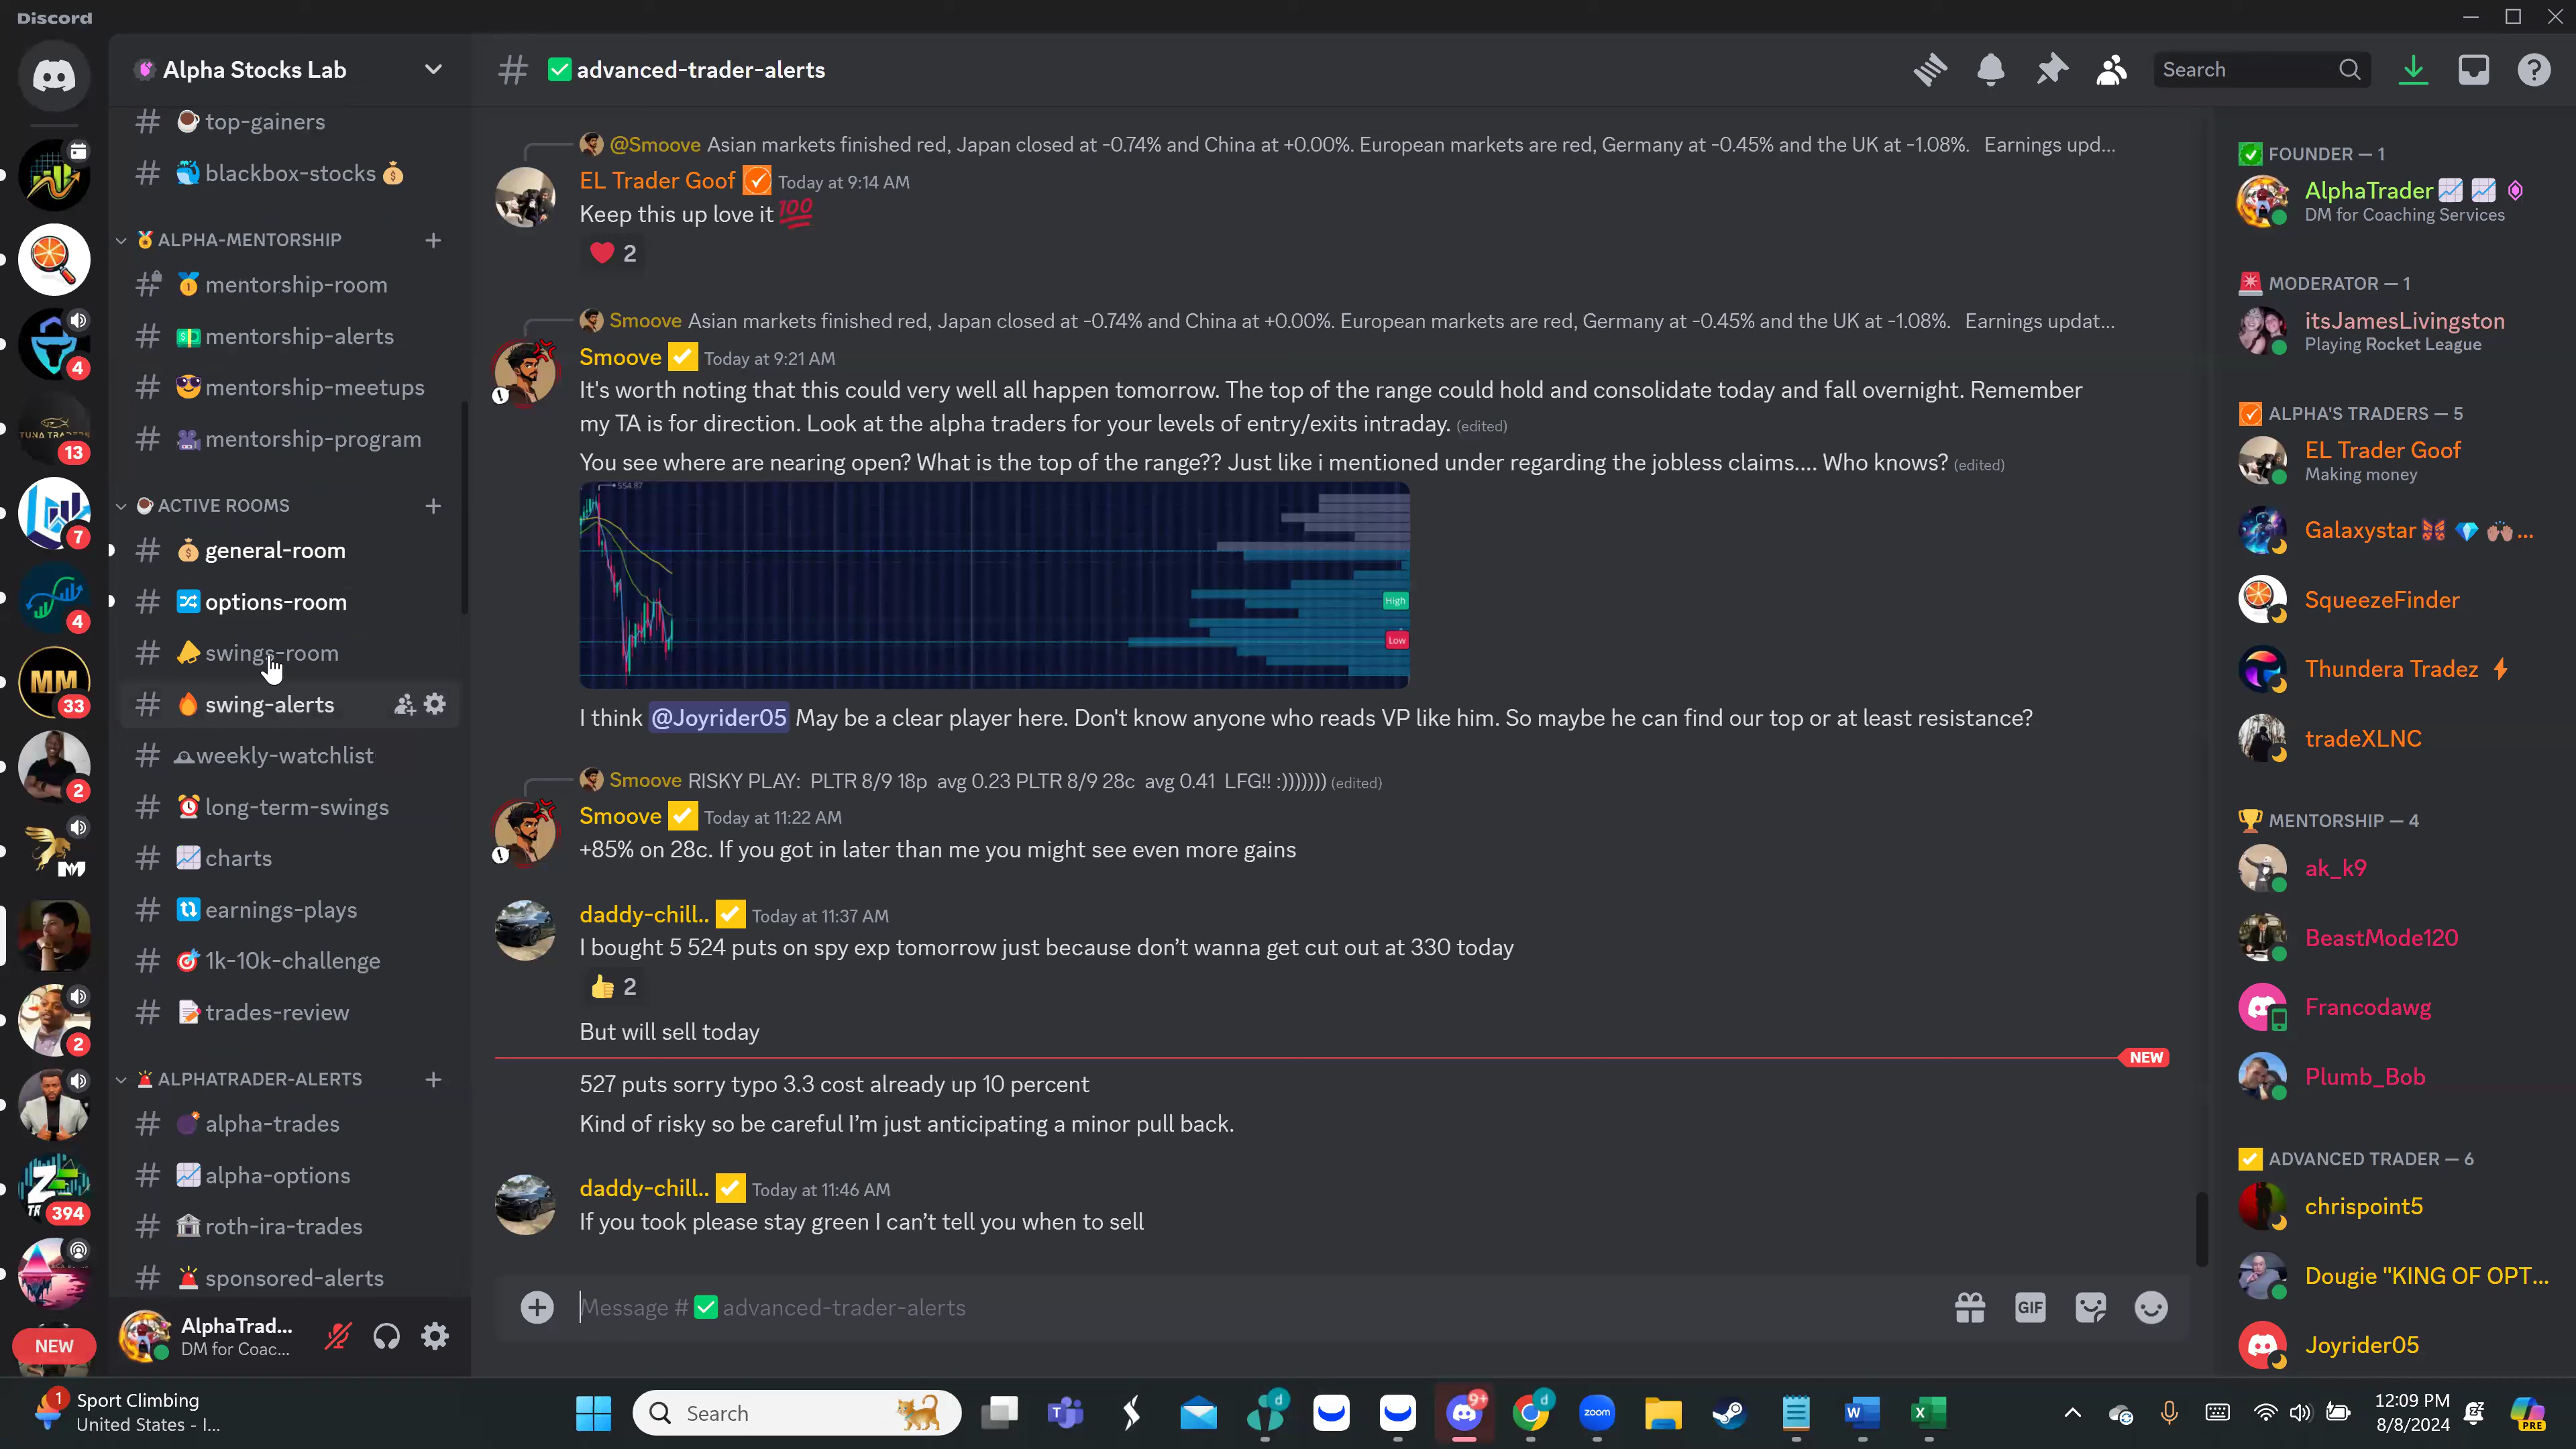 Discord
Alpha Stocks Lab
# ✅ advanced-trader-alerts
Search
# ☕ top-gainers
# blackbox-stocks 💰
🏅 ALPHA-MENTORSHIP +
# 🥇 mentorship-room
# 💵 mentorship-alerts
# 😎 mentorship-meetups
# 🎥 mentorship-program
☕ ACTIVE ROOMS +
# 💰 general-room
# 🔀 options-room
# 📣 swings-room
# 🔥 swing-alerts
# weekly-watchlist
# ⏰ long-term-swings
# 📈 charts
# 🔃 earnings-plays
# 🎯 1k-10k-challenge
# 📝 trades-review
🚨 ALPHATRADER-ALERTS +
# 💣 alpha-trades
# 📈 alpha-options
# 🏦 roth-ira-trades
# 🚨 sponsored-alerts
AlphaTrad...
DM for Coac...
4
TUNA TRADERS
13
7
4
MM
33
2
M
2
Z
394
NEW
@Smoove Asian markets finished red, Japan closed at -0.74% and China at +0.00%. European markets are red, Germany at -0.45% and the UK at -1.08%. Earnings upd...
EL Trader Goof Today at 9:14 AM
Keep this up love it 💯
❤️ 2
Smoove Asian markets finished red, Japan closed at -0.74% and China at +0.00%. European markets are red, Germany at -0.45% and the UK at -1.08%. Earnings updat...
Smoove Today at 9:21 AM
It's worth noting that this could very well all happen tomorrow. The top of the range could hold and consolidate today and fall overnight. Remember
my TA is for direction. Look at the alpha traders for your levels of entry/exits intraday. (edited)
You see where are nearing open? What is the top of the range?? Just like i mentioned under regarding the jobless claims.... Who knows? (edited)
554.87
High
Low
I think @Joyrider05 May be a clear player here. Don't know anyone who reads VP like him. So maybe he can find our top or at least resistance?
Smoove RISKY PLAY: PLTR 8/9 18p avg 0.23 PLTR 8/9 28c avg 0.41 LFG!! :))))))) (edited)
Smoove Today at 11:22 AM
+85% on 28c. If you got in later than me you might see even more gains
daddy-chill.. Today at 11:37 AM
I bought 5 524 puts on spy exp tomorrow just because don’t wanna get cut out at 330 today
👍 2
But will sell today
NEW
527 puts sorry typo 3.3 cost already up 10 percent
Kind of risky so be careful I’m just anticipating a minor pull back.
daddy-chill.. Today at 11:46 AM
If you took please stay green I can’t tell you when to sell
Message # ✅ advanced-trader-alerts
GIF
FOUNDER — 1
AlphaTrader
DM for Coaching Services
MODERATOR — 1
itsJamesLivingston
Playing Rocket League
ALPHA'S TRADERS — 5
EL Trader Goof
Making money
Galaxystar ...
SqueezeFinder
Thundera Tradez ⚡
tradeXLNC
MENTORSHIP — 4
ak_k9
BeastMode120
Francodawg
Plumb_Bob
ADVANCED TRADER — 6
chrispoint5
Dougie "KING OF OPT...
Joyrider05
1
Sport Climbing
United States - I...
Search
T
d
9+
d
zoom
W
X
12:09 PM
8/8/2024
PRE